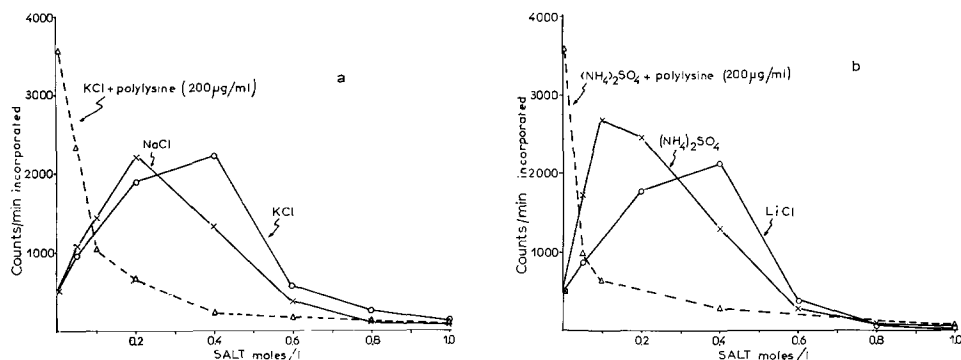 4000
3000
2000
1000
Counts/min incorporated
a
KCl + polylysine (200µg/ml)
NaCl
KCl
0.2 0.4 0.6 0.8 1.0
SALT moles/l
4000
3000
2000
1000
Counts/min incorporated
b
(NH4)2SO4 + polylysine (200µg/ml)
(NH4)2SO4
LiCl
0.2 0.4 0.6 0.8 1.0
SALT moles/l